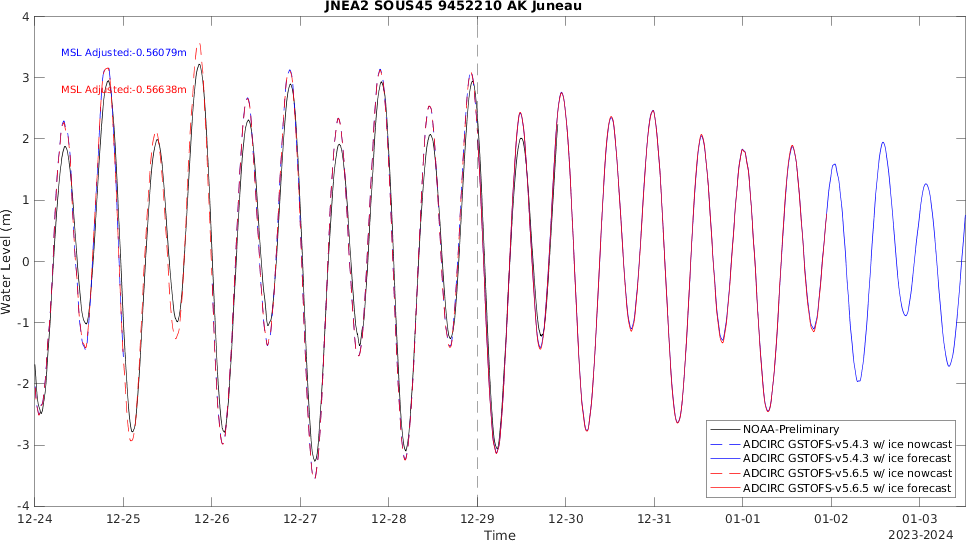 JNEA2 SOUS45 9452210 AK Juneau
MSL Adjusted:-0.56079m
MSL Adjusted:-0.56638m
Water Level (m)
4
3
2
1
0
-1
-2
-3
-4
NOAA-Preliminary
ADCIRC GSTOFS-v5.4.3 w/ ice nowcast
ADCIRC GSTOFS-v5.4.3 w/ ice forecast
ADCIRC GSTOFS-v5.6.5 w/ ice nowcast
ADCIRC GSTOFS-v5.6.5 w/ ice forecast
12-24 12-25 12-26 12-27 12-28 12-29 12-30 12-31 01-01 01-02 01-03
Time
2023-2024